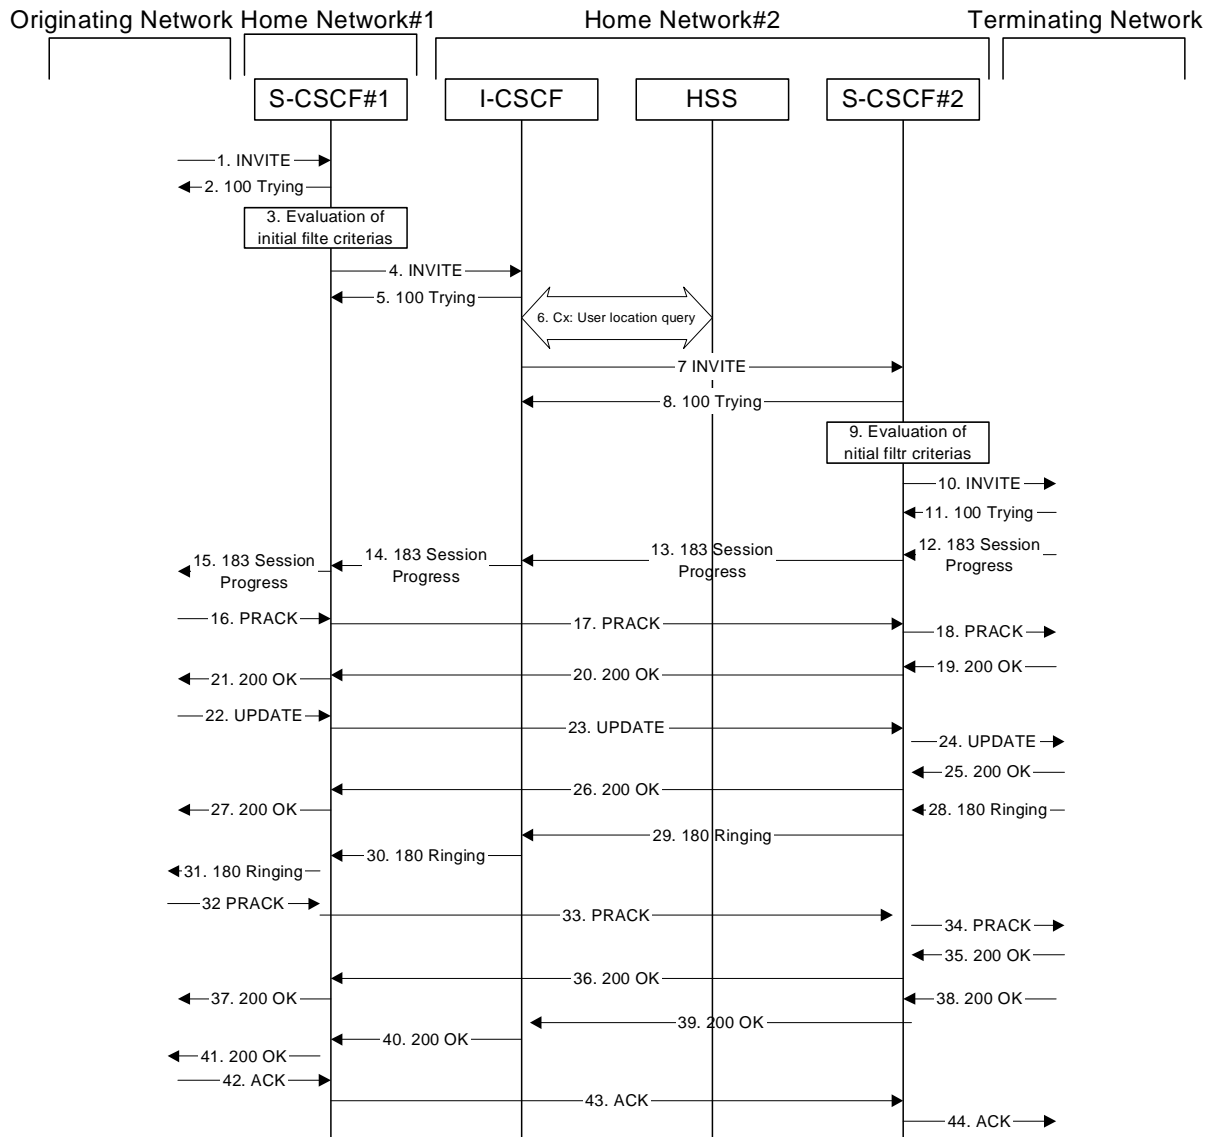 Originating Network Home Network#1 Home Network#2 Terminating Network
S-CSCF#1 I-CSCF HSS S-CSCF#2
1. INVITE
2. 100 Trying
3. Evaluation of
initial filte criterias
4. INVITE
5. 100 Trying
6. Cx: User location query
7 INVITE
8. 100 Trying
9. Evaluation of
nitial filtr criterias
10. INVITE
11. 100 Trying
12. 183 Session
Progress
13. 183 Session
Progress
14. 183 Session
Progress
15. 183 Session
Progress
16. PRACK
17. PRACK
18. PRACK
19. 200 OK
20. 200 OK
21. 200 OK
22. UPDATE
23. UPDATE
24. UPDATE
25. 200 OK
26. 200 OK
27. 200 OK
28. 180 Ringing
29. 180 Ringing
30. 180 Ringing
31. 180 Ringing
32 PRACK
33. PRACK
34. PRACK
35. 200 OK
36. 200 OK
37. 200 OK
38. 200 OK
39. 200 OK
40. 200 OK
41. 200 OK
42. ACK
43. ACK
44. ACK